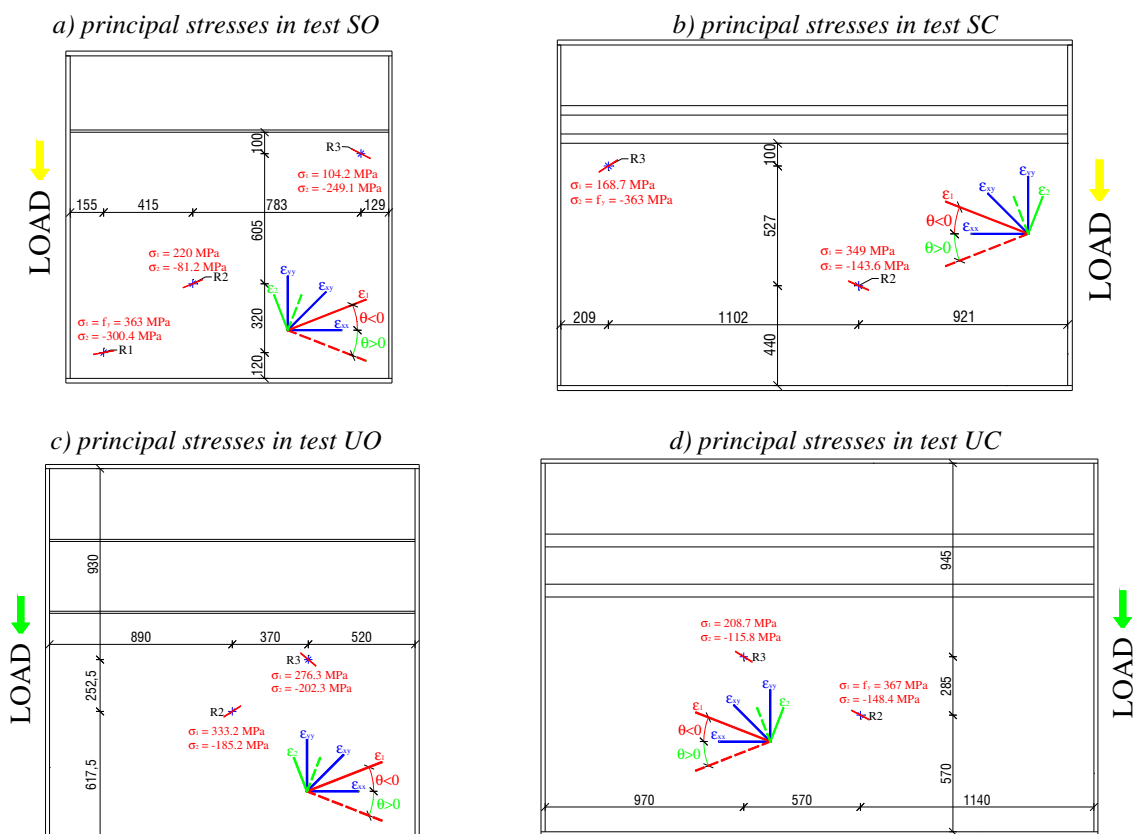 a) principal stresses in test SO
b) principal stresses in test SC
LOAD
R3
σ₁ = 104.2 MPa
σ₂ = -249.1 MPa
100
155
415
783
129
605
σ₁ = 220 MPa
σ₂ = -81.2 MPa
R2
320
σ₁ = fᵧ = 363 MPa
σ₂ = -300.4 MPa
R1
120
ε₂
εyy
εxy
ε₁
εxx
θ<0
θ>0
R3
σ₁ = 168.7 MPa
σ₂ = fᵧ = -363 MPa
100
527
σ₁ = 349 MPa
σ₂ = -143.6 MPa
R2
209
1102
921
440
ε₁
εxy
εyy
ε₂
θ<0
εxx
θ>0
LOAD
c) principal stresses in test UO
d) principal stresses in test UC
LOAD
930
890
370
520
R3
σ₁ = 276.3 MPa
σ₂ = -202.3 MPa
252.5
R2
σ₁ = 333.2 MPa
σ₂ = -185.2 MPa
617.5
εyy
ε₂
εxy
ε₁
θ<0
εxx
θ>0
945
σ₁ = 208.7 MPa
σ₂ = -115.8 MPa
R3
285
σ₁ = fᵧ = 367 MPa
σ₂ = -148.4 MPa
R2
ε₁
εxy
εyy
ε₂
θ<0
εxx
θ>0
570
970
570
1140
LOAD